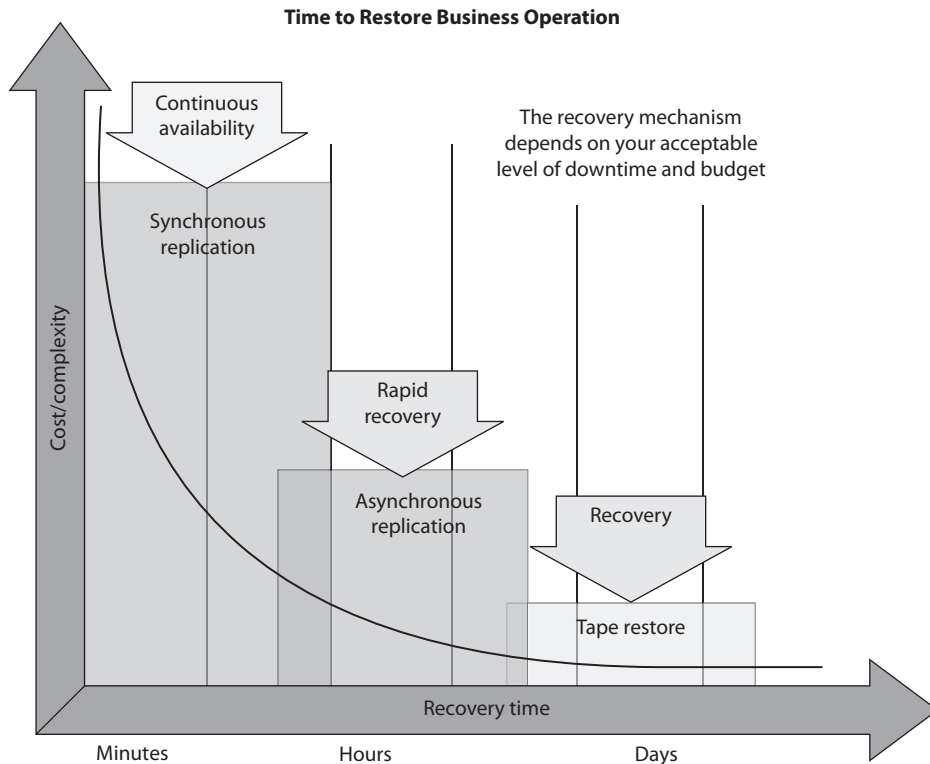 Time to Restore Business Operation
Continuous
availability
The recovery mechanism
depends on your acceptable
level of downtime and budget
Synchronous
replication
Cost/complexity
Rapid
recovery
Asynchronous
replication
Recovery
Tape restore
Recovery time
Minutes
Hours
Days